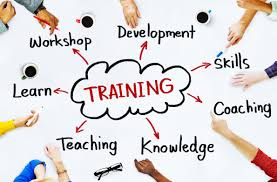 Workshop
Development
Skills
Learn
TRAINING
Coaching
Teaching
Knowledge